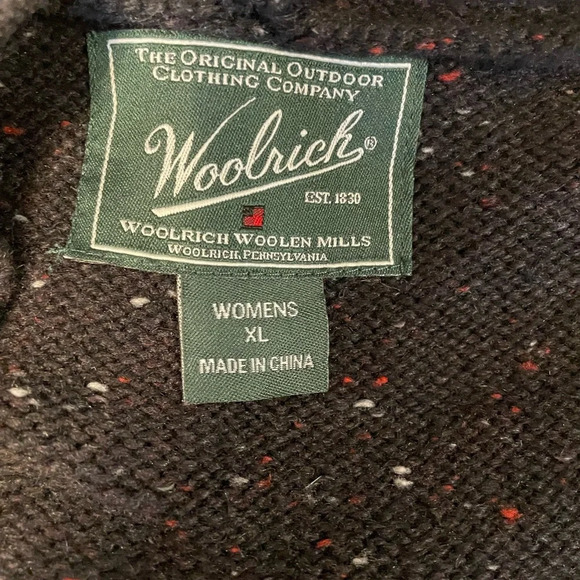 THE ORIGINAL OUTDOOR
CLOTHING COMPANY
Woolrich®
EST. 1830
WOOLRICH WOOLEN MILLS
WOOLRICH, PENNSYLVANIA
WOMENS
XL
MADE IN CHINA